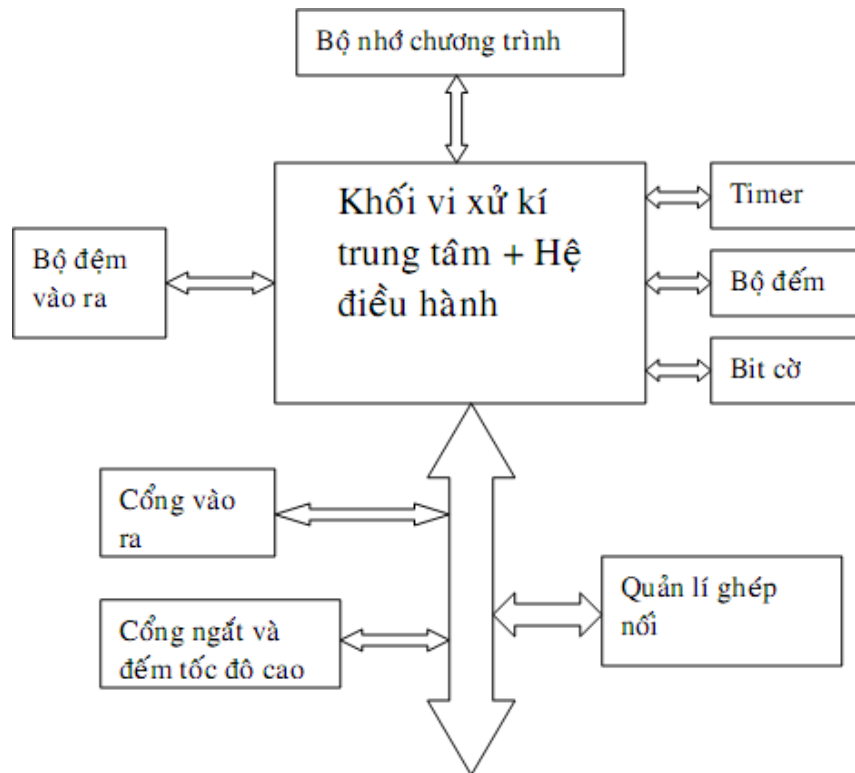 Bộ nhớ chương trình
Khối vi xử kí
trung tâm + Hệ
điều hành
Timer
Bộ đếm
Bit cờ
Bộ đệm
vào ra
Cổng vào
ra
Cổng ngắt và
đếm tốc đô cao
Quản lí ghép
nối